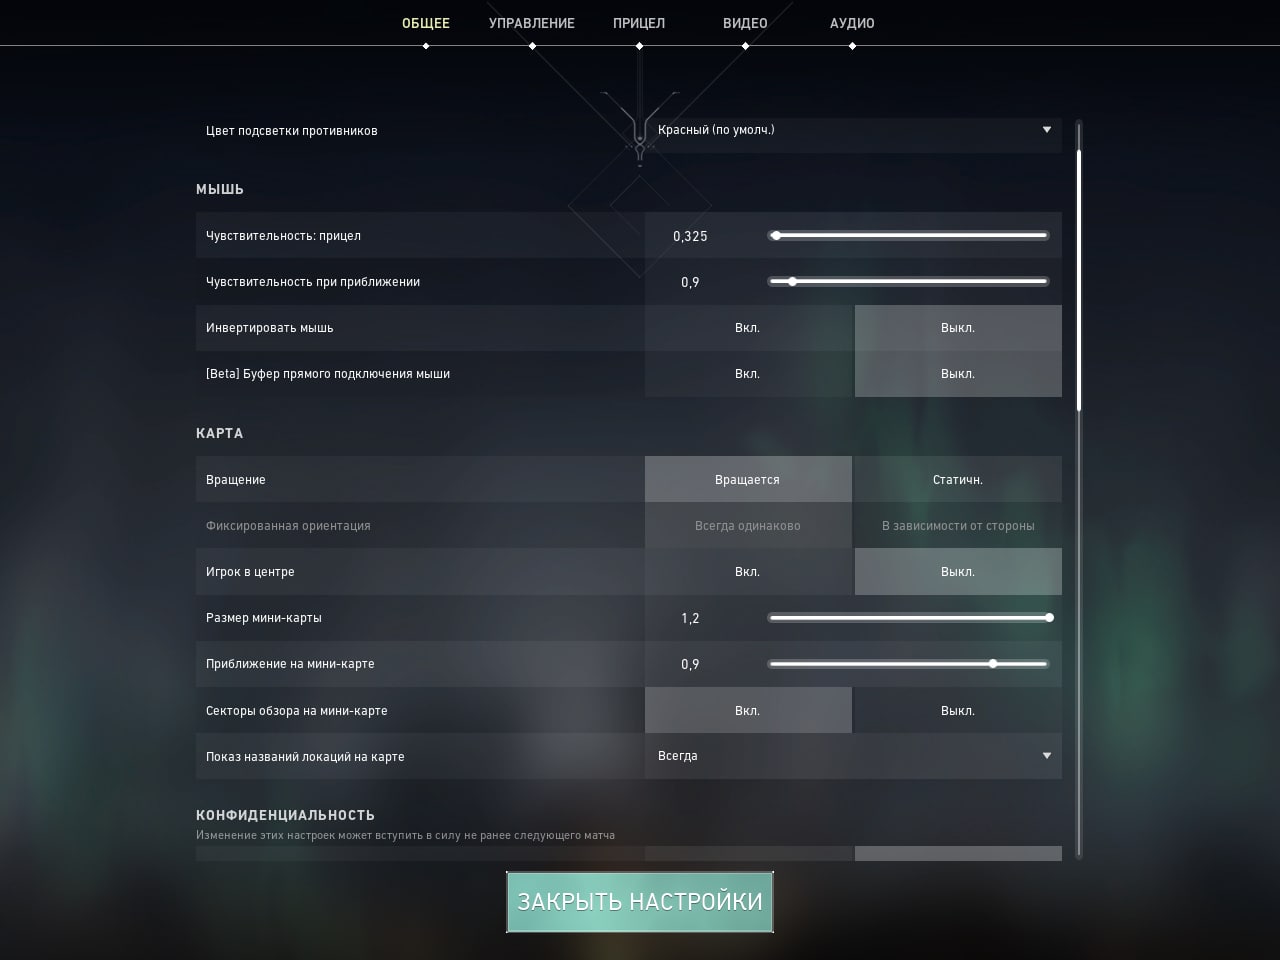 ОБЩЕЕ УПРАВЛЕНИЕ ПРИЦЕЛ ВИДЕО АУДИО
Цвет подсветки противников Красный (по умолч.)
МЫШЬ
Чувствительность: прицел 0,325
Чувствительность при приближении 0,9
Инвертировать мышь Вкл. Выкл.
[Beta] Буфер прямого подключения мыши Вкл. Выкл.
КАРТА
Вращение Вращается Статичн.
Фиксированная ориентация Всегда одинаково В зависимости от стороны
Игрок в центре Вкл. Выкл.
Размер мини-карты 1,2
Приближение на мини-карте 0,9
Секторы обзора на мини-карте Вкл. Выкл.
Показ названий локаций на карте Всегда
КОНФИДЕНЦИАЛЬНОСТЬ
Изменение этих настроек может вступить в силу не ранее следующего матча
ЗАКРЫТЬ НАСТРОЙКИ